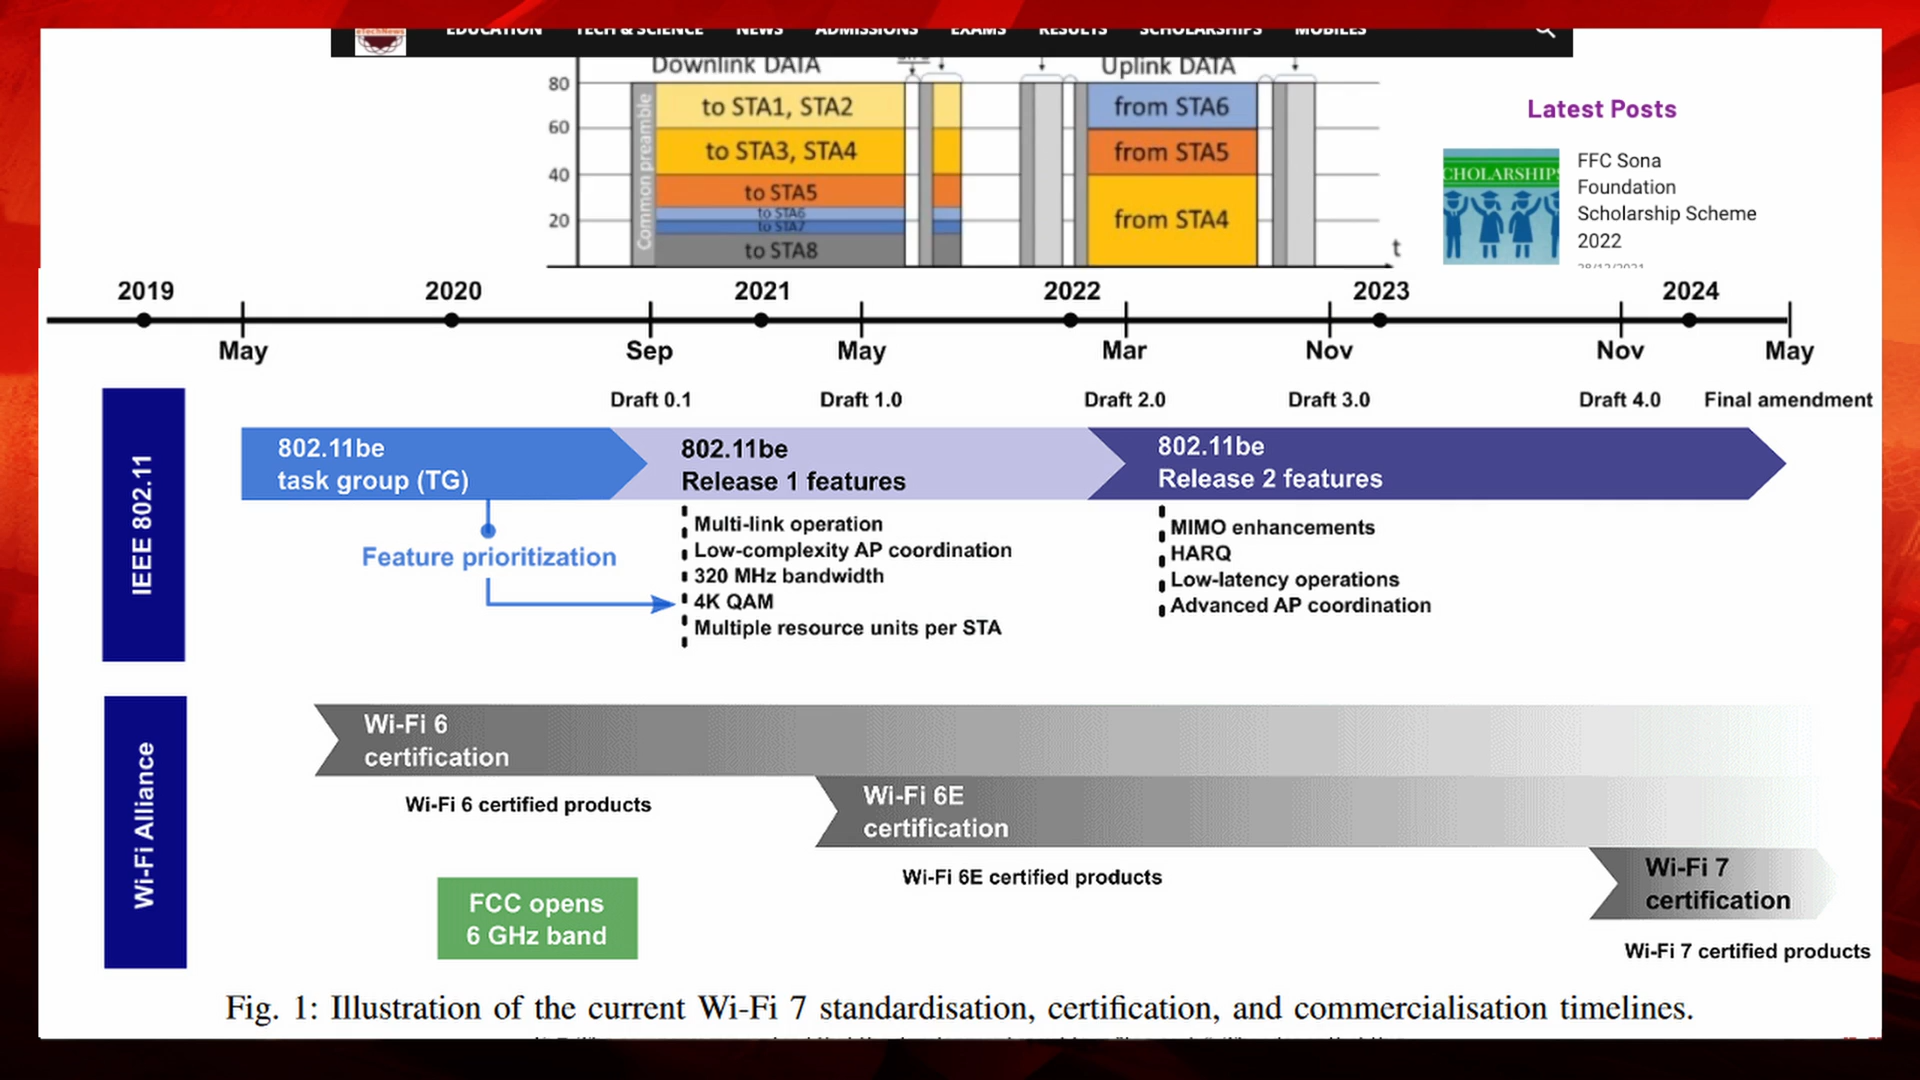 eTechNews
EDUCATION TECH & SCIENCE NEWS ADMISSIONS EXAMS RESULTS SCHOLARSHIPS MOBILES
Downlink DATA
Uplink DATA
80
60
40
20
Common preamble
to STA1, STA2
to STA3, STA4
to STA5
to STA6
to STA7
to STA8
from STA6
from STA5
from STA4
t
Latest Posts
CHOLARSHIPS
FFC Sona
Foundation
Scholarship Scheme
2022
28/12/2021
2019 2020 2021 2022 2023 2024
May Sep May Mar Nov Nov May
Draft 0.1 Draft 1.0 Draft 2.0 Draft 3.0 Draft 4.0 Final amendment
IEEE 802.11
802.11be
task group (TG)
802.11be
Release 1 features
802.11be
Release 2 features
Feature prioritization
Multi-link operation
Low-complexity AP coordination
320 MHz bandwidth
4K QAM
Multiple resource units per STA
MIMO enhancements
HARQ
Low-latency operations
Advanced AP coordination
Wi-Fi Alliance
Wi-Fi 6
certification
Wi-Fi 6 certified products
Wi-Fi 6E
certification
Wi-Fi 6E certified products
FCC opens
6 GHz band
Wi-Fi 7
certification
Wi-Fi 7 certified products
Fig. 1: Illustration of the current Wi-Fi 7 standardisation, certification, and commercialisation timelines.